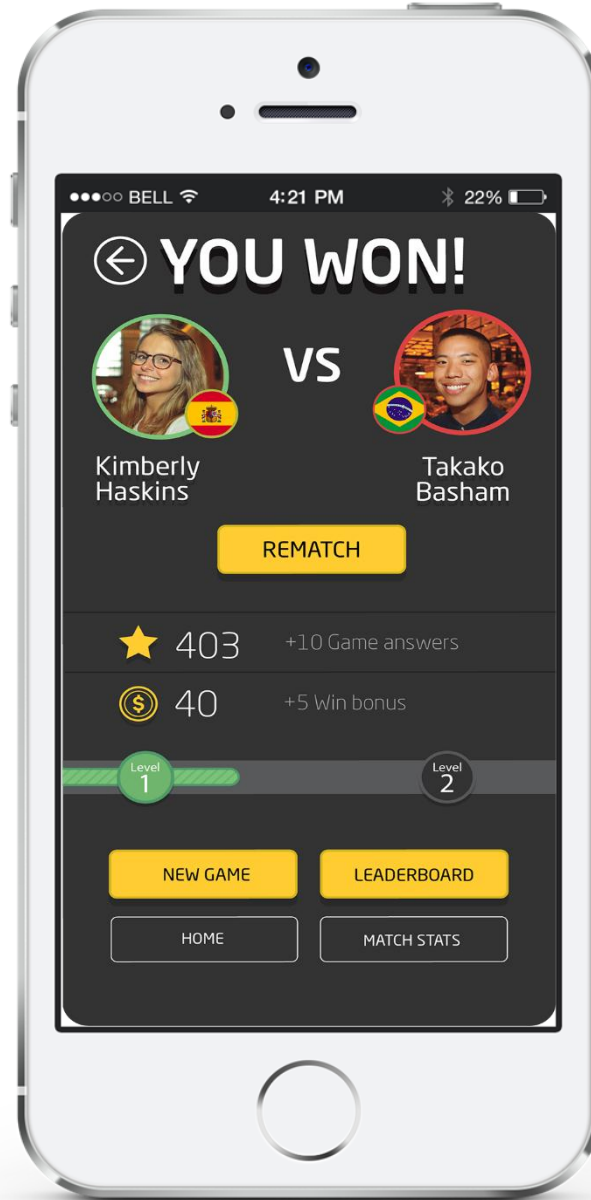 BELL 4:21 PM 22%
YOU WON!
VS
Kimberly
Haskins
Takako
Basham
REMATCH
403 +10 Game answers
$ 40 +5 Win bonus
Level
1
Level
2
NEW GAME LEADERBOARD
HOME MATCH STATS